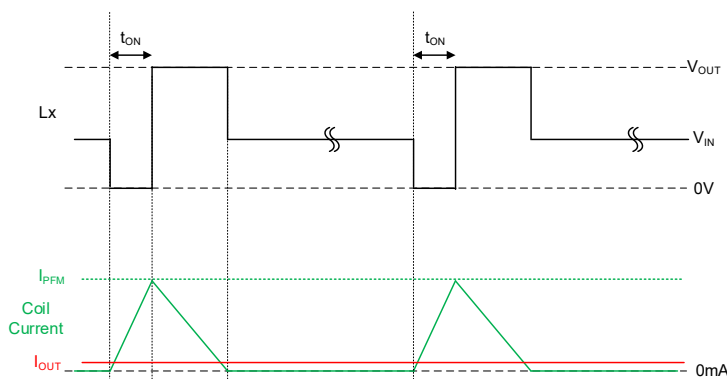 tON
tON
VOUT
Lx
VIN
0V
IPFM
Coil
Current
IOUT
0mA